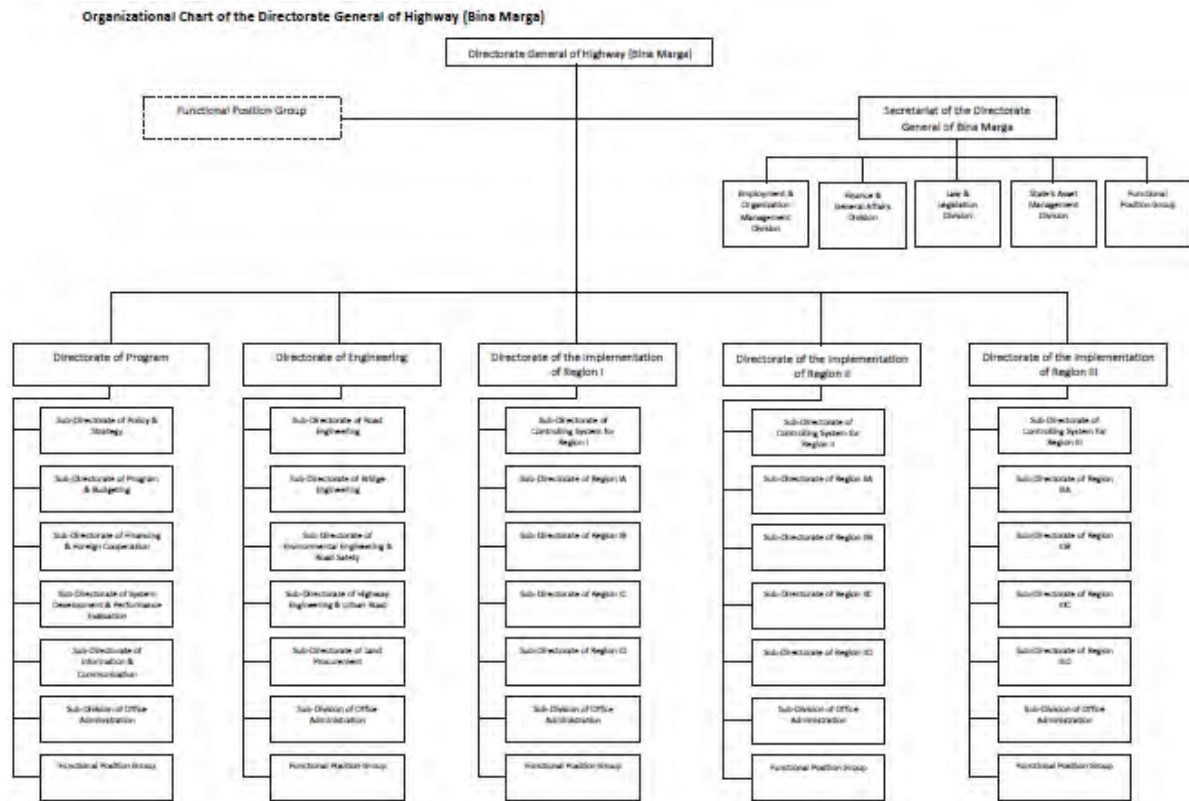 Organizational Chart of the Directorate General of Highway (Bina Marga)
Directorate General of Highway (Bina Marga)
Functional Position Group
Secretariat of the Directorate
General of Bina Marga
Employment &
Organization
Management
Division
Finance &
General Affairs
Division
Law &
Legislation
Division
State's Asset
Management
Division
Functional
Position Group
Directorate of Program
Sub-Directorate of Policy &
Strategy
Sub-Directorate of Program
& Budgeting
Sub-Directorate of Financing
& Foreign Cooperation
Sub-Directorate of System
Development & Performance
Evaluation
Sub-Directorate of
Information &
Communication
Sub-Division of Office
Administration
Functional Position Group
Directorate of Engineering
Sub-Directorate of Road
Engineering
Sub-Directorate of Bridge
Engineering
Sub-Directorate of
Environmental Engineering &
Road Safety
Sub-Directorate of Highway
Engineering & Urban Road
Sub-Directorate of Land
Procurement
Sub-Division of Office
Administration
Functional Position Group
Directorate of the Implementation
of Region I
Sub-Directorate of
Controlling System for
Region I
Sub-Directorate of Region IA
Sub-Directorate of Region IB
Sub-Directorate of Region IC
Sub-Directorate of Region ID
Sub-Division of Office
Administration
Functional Position Group
Directorate of the Implementation
of Region II
Sub-Directorate of
Controlling System for
Region II
Sub-Directorate of Region IIA
Sub-Directorate of Region IIB
Sub-Directorate of Region IIC
Sub-Directorate of Region IID
Sub-Division of Office
Administration
Functional Position Group
Directorate of the Implementation
of Region III
Sub-Directorate of
Controlling System for
Region III
Sub-Directorate of Region
IIIA
Sub-Directorate of Region
IIIB
Sub-Directorate of Region
IIIC
Sub-Directorate of Region
IIID
Sub-Division of Office
Administration
Functional Position Group